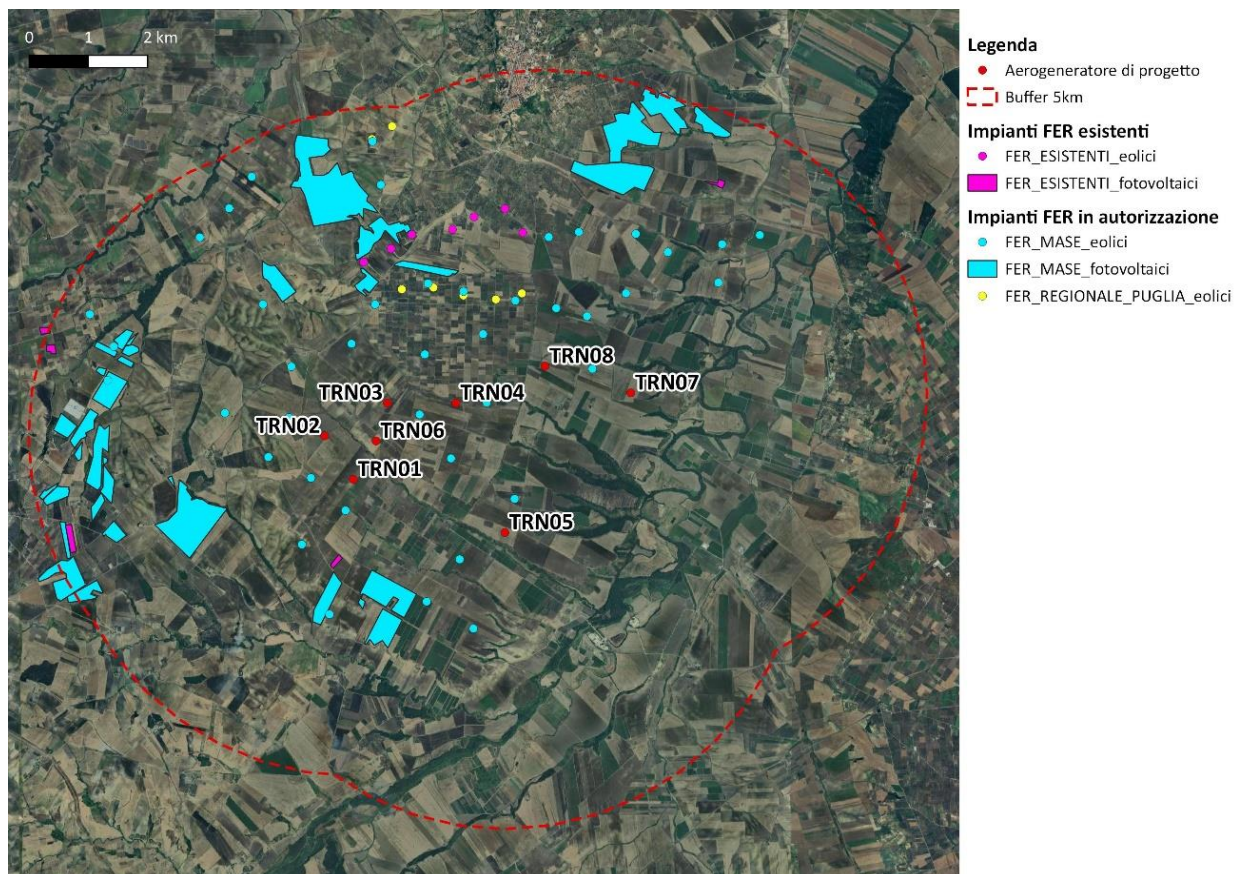 0 1 2 km
TRN08
TRN07
TRN03
TRN04
TRN02
TRN06
TRN01
TRN05
Legenda
Aerogeneratore di progetto
Buffer 5km
Impianti FER esistenti
FER_ESISTENTI_eolici
FER_ESISTENTI_fotovoltaici
Impianti FER in autorizzazione
FER_MASE_eolici
FER_MASE_fotovoltaici
FER_REGIONALE_PUGLIA_eolici